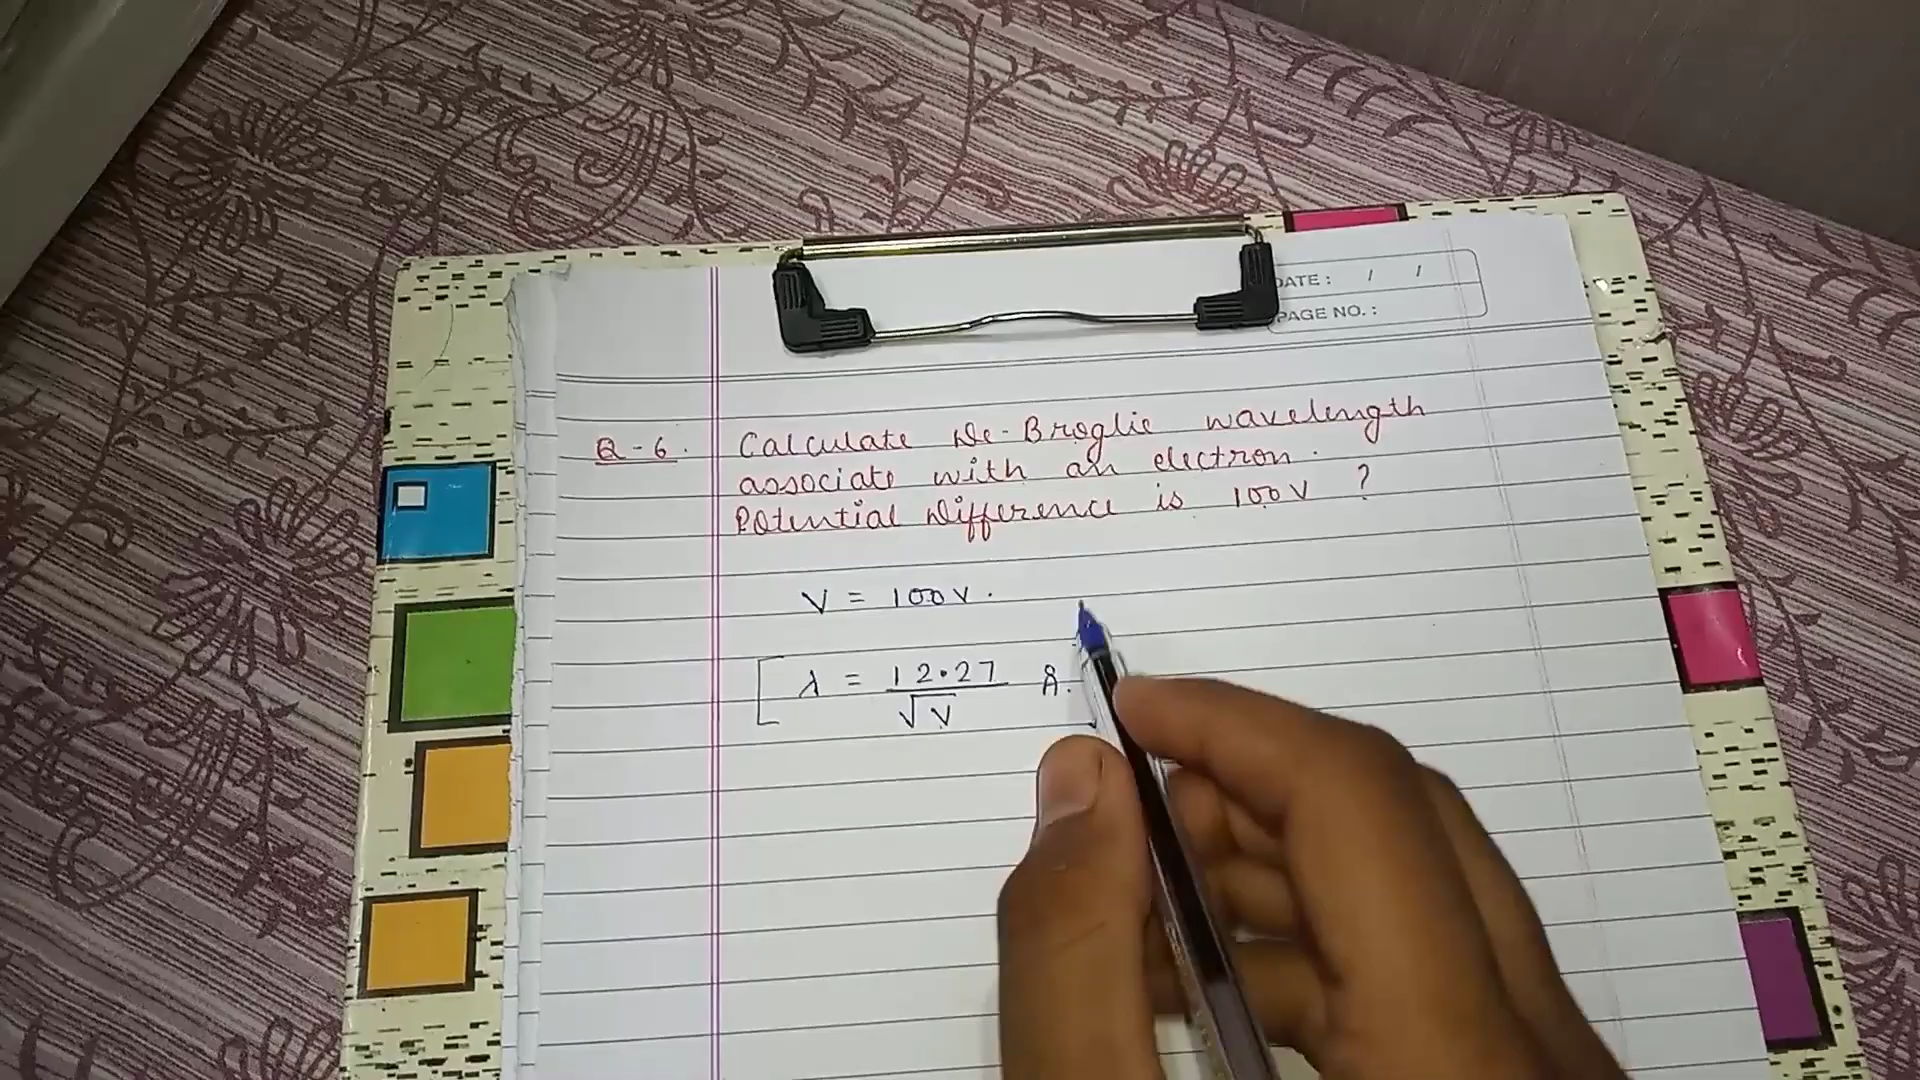 DATE : / /
PAGE NO. :
Q-6. Calculate De-Broglie wavelength
associate with an electron.
Potential Difference is 100V ?
V = 100V.
λ = 12.27 / √V Å.